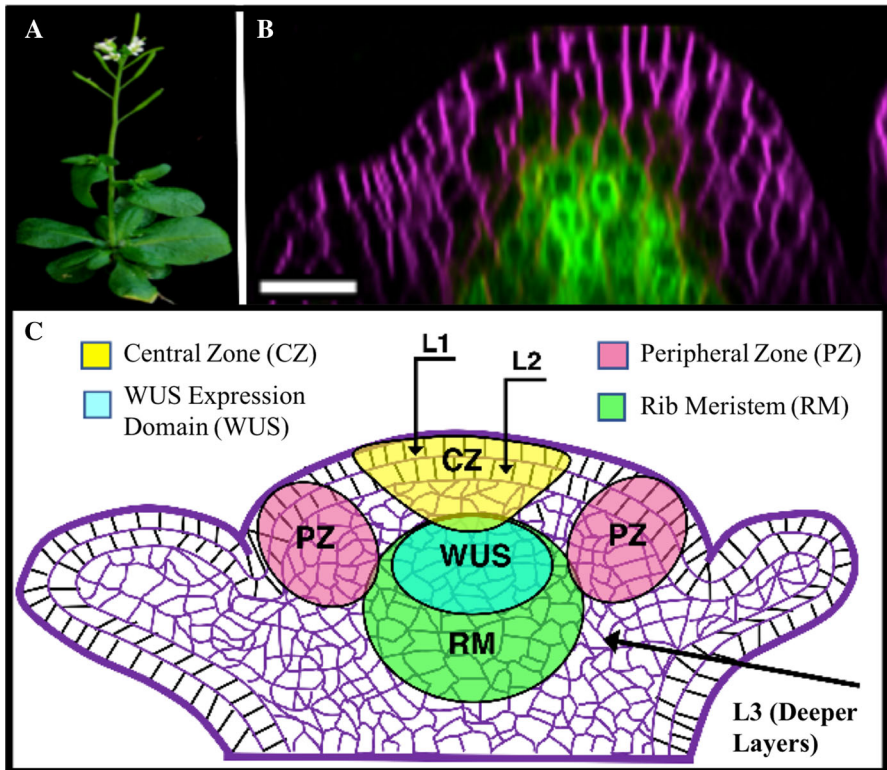 A
B
C
Central Zone (CZ)
WUS Expression
Domain (WUS)
L1
L2
Peripheral Zone (PZ)
Rib Meristem (RM)
CZ
PZ
WUS
PZ
RM
L3 (Deeper
Layers)